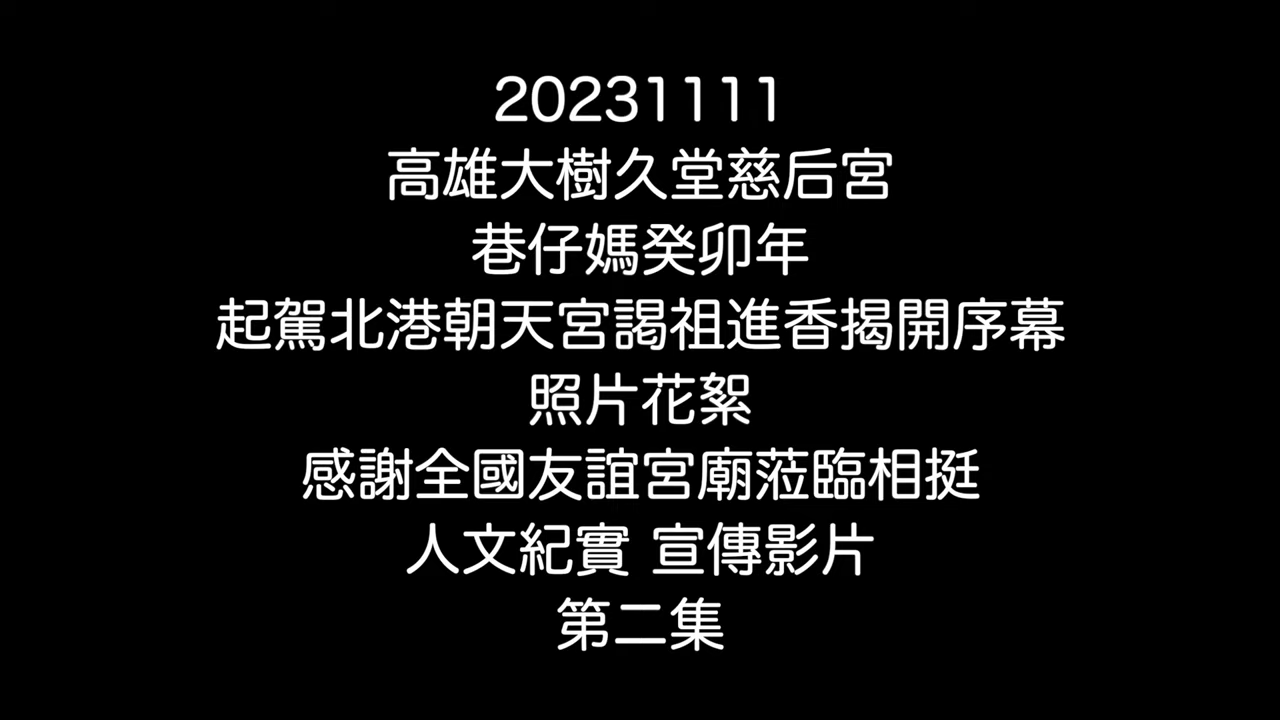 20231111
高雄大樹久堂慈后宮
巷仔媽癸卯年
起駕北港朝天宮謁祖進香揭開序幕
照片花絮
感謝全國友誼宮廟蒞臨相挺
人文紀實 宣傳影片
第二集